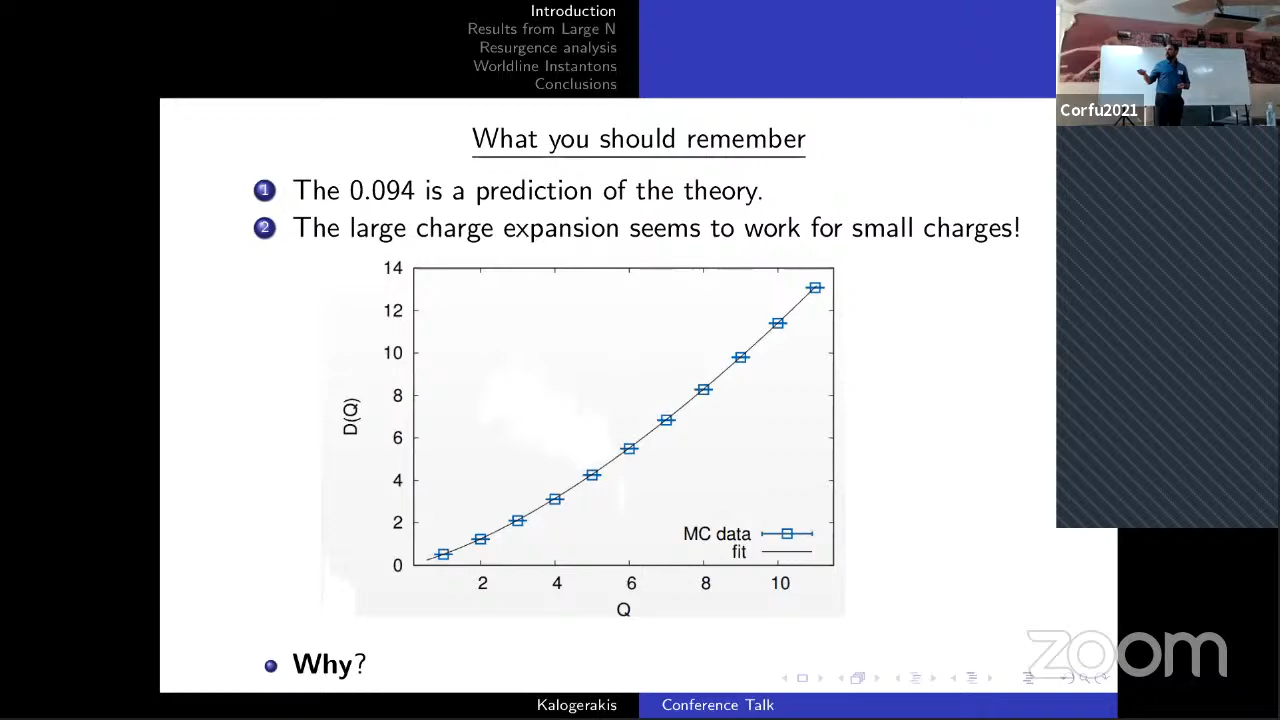 Introduction
Results from Large N
Resurgence analysis
Worldline Instantons
Conclusions
Corfu2021
What you should remember
1 The 0.094 is a prediction of the theory.
2 The large charge expansion seems to work for small charges!
14
12
10
8
6
4
2
0
D(Q)
MC data
fit
2 4 6 8 10
Q
Why?
zoom
Kalogerakis Conference Talk